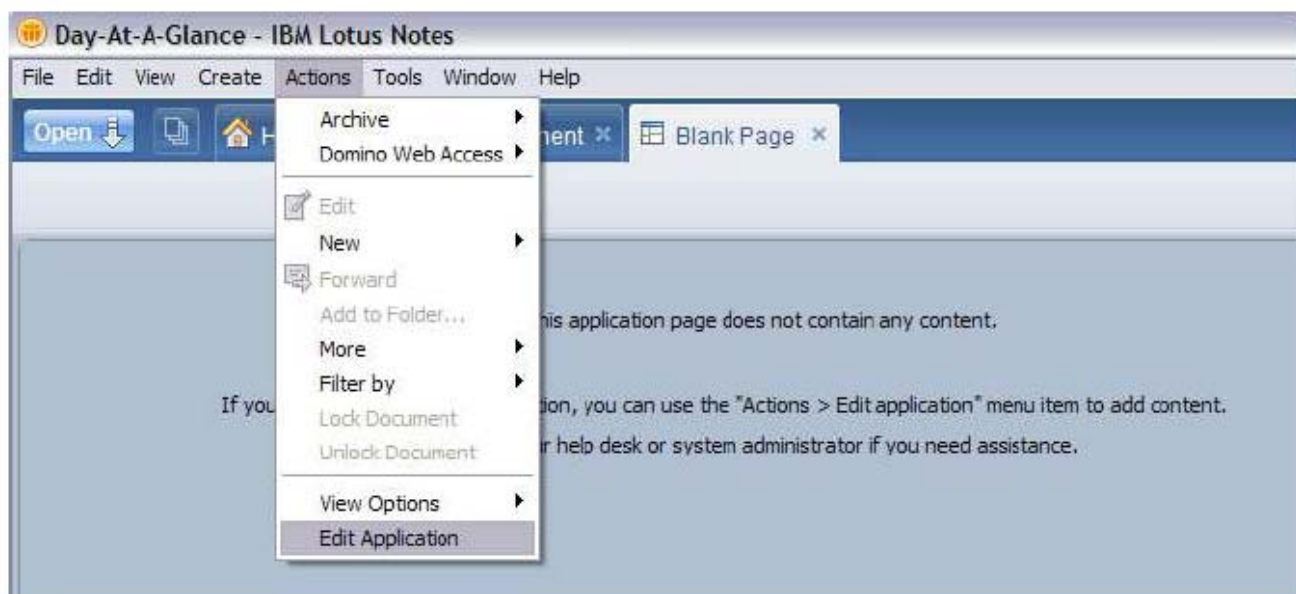 Day-At-A-Glance - IBM Lotus Notes
File Edit View Create Actions Tools Window Help
Open H ent × Blank Page ×
Archive
Domino Web Access
Edit
New
Forward
Add to Folder...
More
Filter by
Lock Document
Unlock Document
View Options
Edit Application
his application page does not contain any content.
If you ion, you can use the "Actions > Edit application" menu item to add content.
r help desk or system administrator if you need assistance.